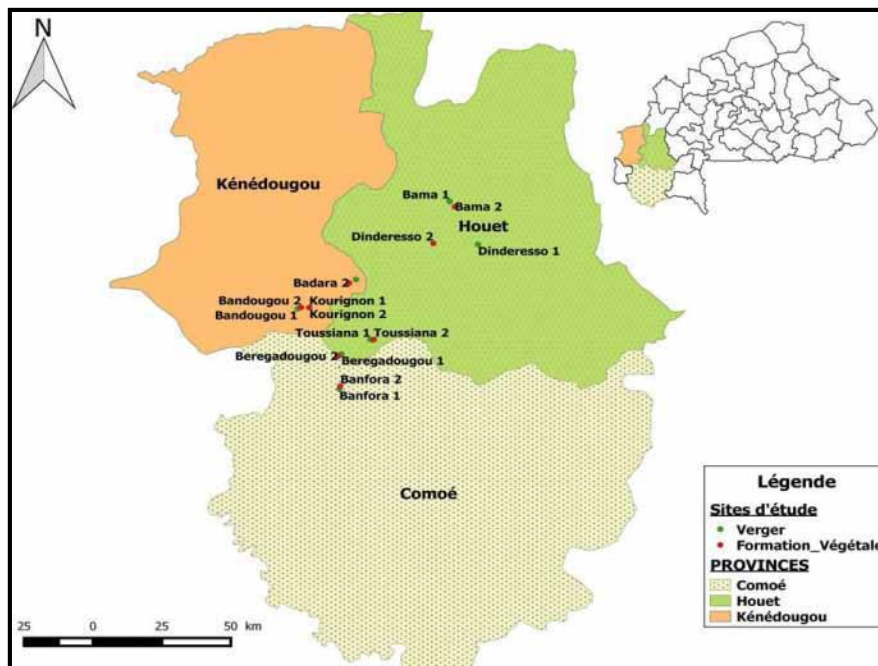 N
Kénédougou
Bama 1
Bama 2
Houet
Dinderesso 2
Dinderesso 1
Badara 2
Bandougou 2
Kourignon 1
Bandougou 1
Kourignon 2
Toussiana 1
Toussiana 2
Beregadougou 2
Beregadougou 1
Banfora 2
Banfora 1
Comoé
Légende
Sites d'étude
Verger
Formation_Végétale
PROVINCES
Comoé
Houet
Kénédougou
25 0 25 50 km